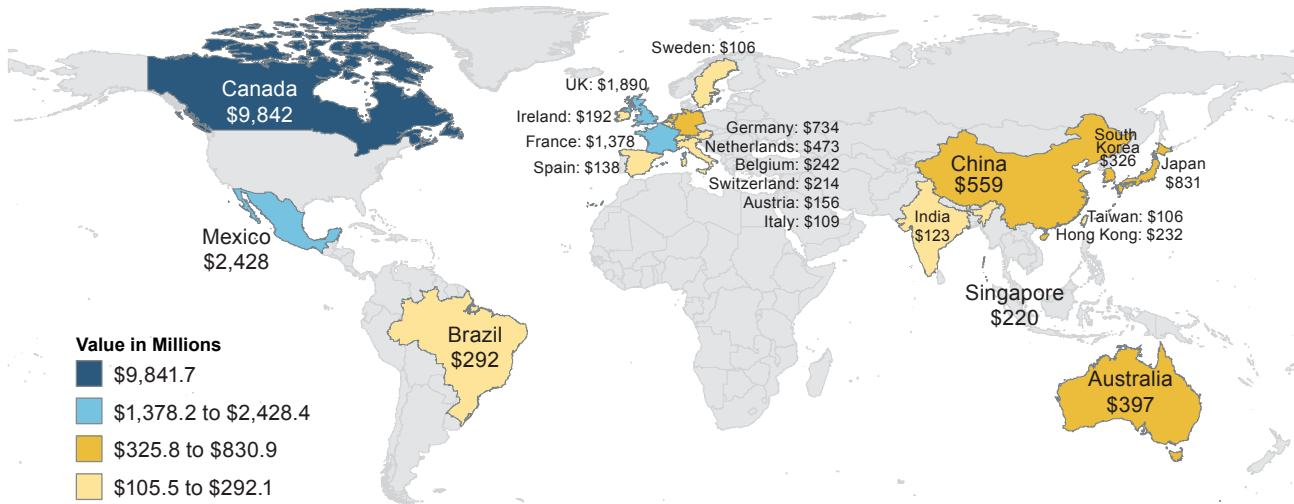 Canada
$9,842
Mexico
$2,428
Brazil
$292
Sweden: $106
UK: $1,890
Ireland: $192
France: $1,378
Spain: $138
Germany: $734
Netherlands: $473
Belgium: $242
Switzerland: $214
Austria: $156
Italy: $109
China
$559
South
Korea
$326
Japan
$831
India
$123
Taiwan: $106
Hong Kong: $232
Singapore
$220
Australia
$397
Value in Millions
$9,841.7
$1,378.2 to $2,428.4
$325.8 to $830.9
$105.5 to $292.1